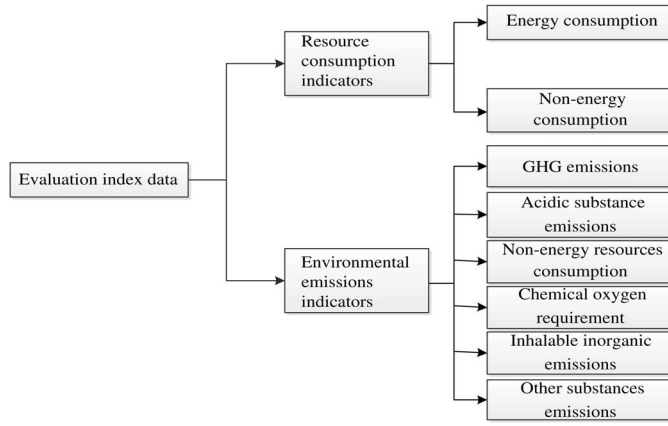 Evaluation index data
Resource
consumption
indicators
Energy consumption
Non-energy
consumption
Environmental
emissions
indicators
GHG emissions
Acidic substance
emissions
Non-energy resources
consumption
Chemical oxygen
requirement
Inhalable inorganic
emissions
Other substances
emissions